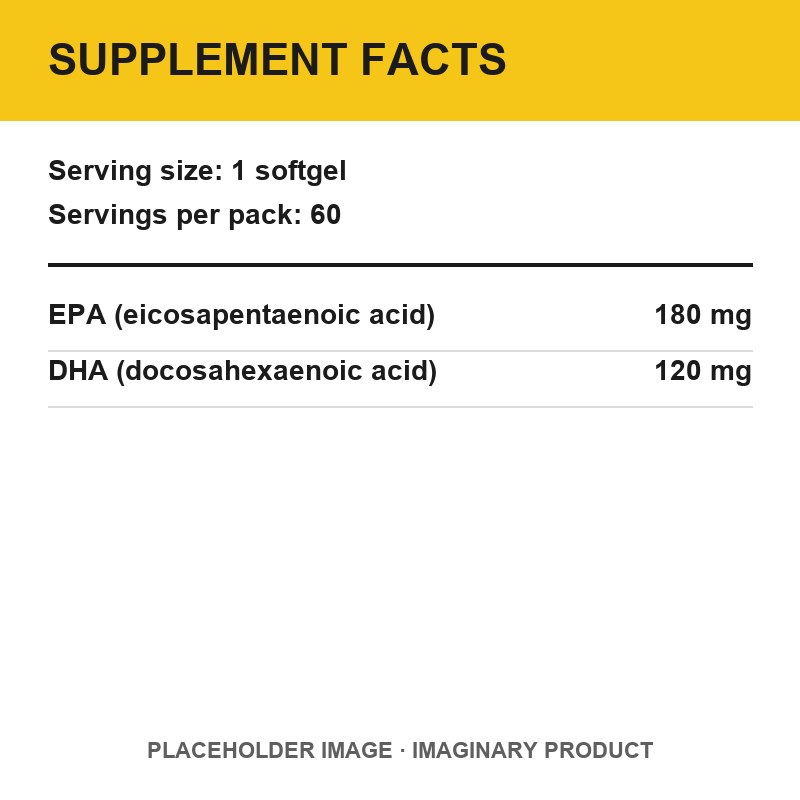 SUPPLEMENT FACTS
Serving size: 1 softgel
Servings per pack: 60
EPA (eicosapentaenoic acid) 180 mg
DHA (docosahexaenoic acid) 120 mg
PLACEHOLDER IMAGE · IMAGINARY PRODUCT